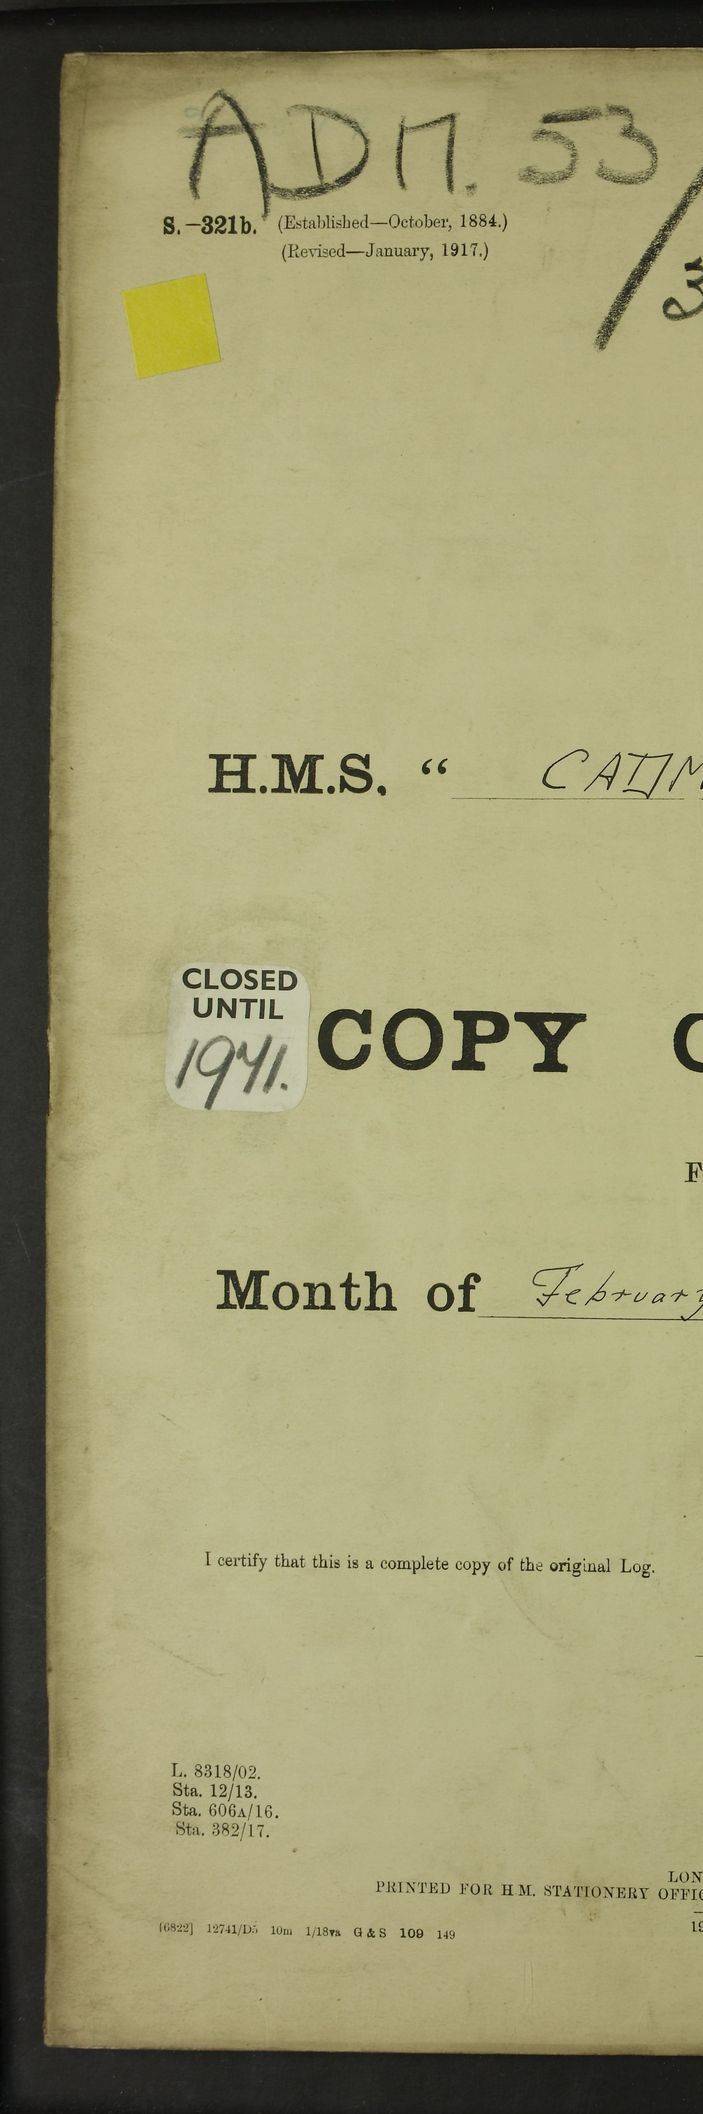 ADM. 53/
S.-321b. (Established—October, 1884.)
(Revised—January, 1917.)
H.M.S. “ CADM
CLOSED
UNTIL
1971.
COPY
F
Month of February
I certify that this is a complete copy of the original Log.
L. 8318/02.
Sta. 12/13.
Sta. 606A/16.
Sta. 382/17.
LON
PRINTED FOR H.M. STATIONERY OFFIC
[6822] 12741/D5 10m 1/18va G & S 109 149
19